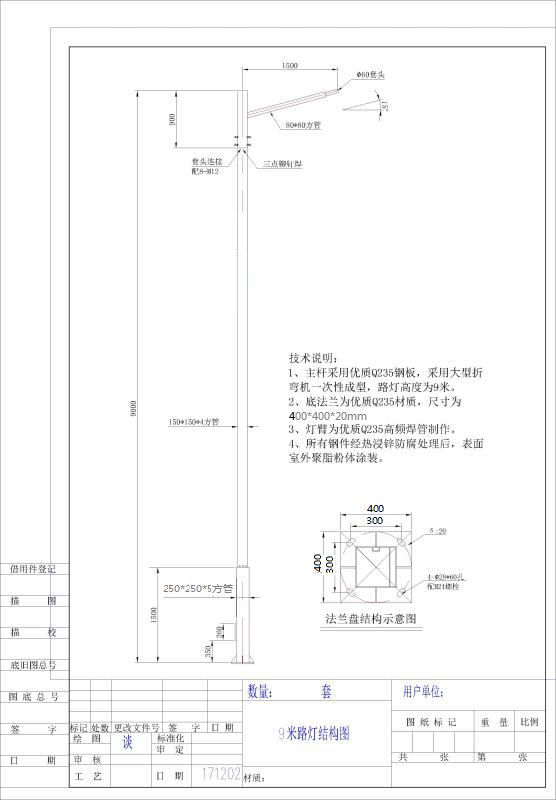 1500
Ø60套头
15°
900
80*80方管
套头连接
配8-M12
三点铆钉焊
技术说明:
1、主杆采用优质Q235钢板，采用大型折
弯机一次性成型，路灯高度为9米。
2、底法兰为优质Q235材质，尺寸为
400*400*20mm
3、灯臂为优质Q235高频焊管制作。
4、所有钢件经热浸锌防腐处理后，表面
室外聚脂粉体涂装。
9000
150*150*4方管
400
300
δ=20
400
300
4-Ø28*60孔
配M24螺栓
法兰盘结构示意图
250*250*5方管
1500
260
350
借用件登记
描 图
描 校
底旧图总号
图底总号
签 字
日 期
数量: 套
用户单位:
9米路灯结构图
图纸标记 重量 比例
共 张 第 张
标记 处数 更改文件号 签 字 日 期
绘 图 谈 标准化
审 定
审 核
工 艺 日 期 171202
材质: